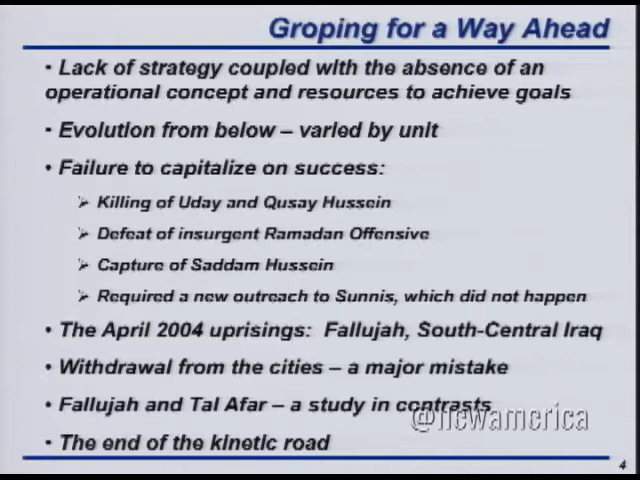 Groping for a Way Ahead
• Lack of strategy coupled with the absence of an
operational concept and resources to achieve goals
• Evolution from below – varied by unit
• Failure to capitalize on success:
➢ Killing of Uday and Qusay Hussein
➢ Defeat of insurgent Ramadan Offensive
➢ Capture of Saddam Hussein
➢ Required a new outreach to Sunnis, which did not happen
• The April 2004 uprisings: Fallujah, South-Central Iraq
• Withdrawal from the cities – a major mistake
• Fallujah and Tal Afar – a study in contrasts
@newamerica
• The end of the kinetic road
4